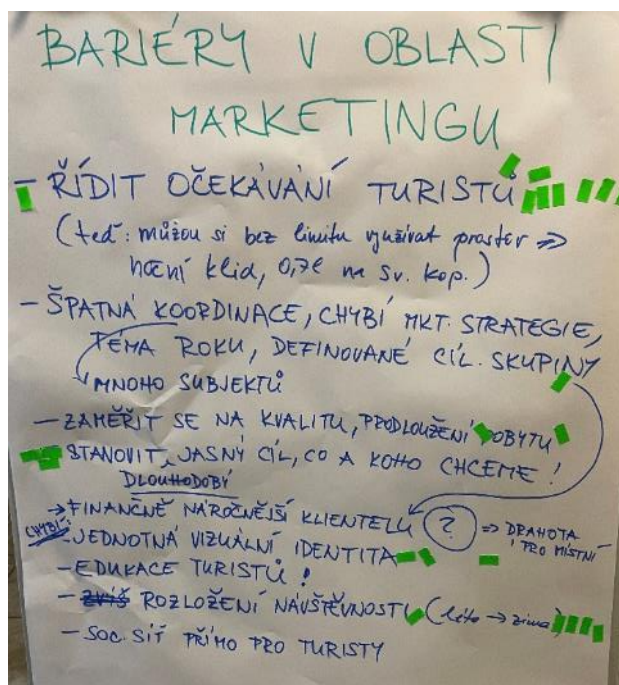 BARIÉRY V OBLASTI
MARKETINGU
- ŘÍDIT OČEKÁVÁNÍ TURISTŮ
(teď: můžou si bez limitu využívat prostor ⇒
noční klid, 0,7l na Sv. kop.)
- ŠPATNÁ KOORDINACE, CHYBÍ MKT. STRATEGIE,
TÉMA ROKU, DEFINOVANÉ CÍL. SKUPINY
↳ MNOHO SUBJEKTŮ
- ZAMĚŘIT SE NA KVALITU, PRODLOUŽENÍ POBYTU
STANOVIT JASNÝ CÍL, CO A KOHO CHCEME!
DLOUHODOBÝ
→ FINANČNĚ NÁROČNĚJŠÍ KLIENTELU ? ⇒ DRAHOTA
PRO MÍSTNÍ
CHYBÍ - JEDNOTNÁ VIZUÁLNÍ IDENTITA
- EDUKACE TURISTŮ!
- ROZLOŽENÍ NÁVŠTĚVNOSTI (léto → zima)
- SOC. SÍŤ PŘÍMO PRO TURISTY